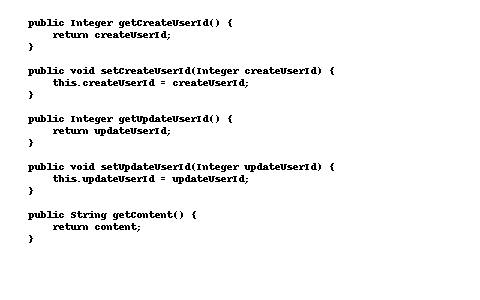 public Integer getCreateUserId() {
    return createUserId;
}

public void setCreateUserId(Integer createUserId) {
    this.createUserId = createUserId;
}

public Integer getUpdateUserId() {
    return updateUserId;
}

public void setUpdateUserId(Integer updateUserId) {
    this.updateUserId = updateUserId;
}

public String getContent() {
    return content;
}